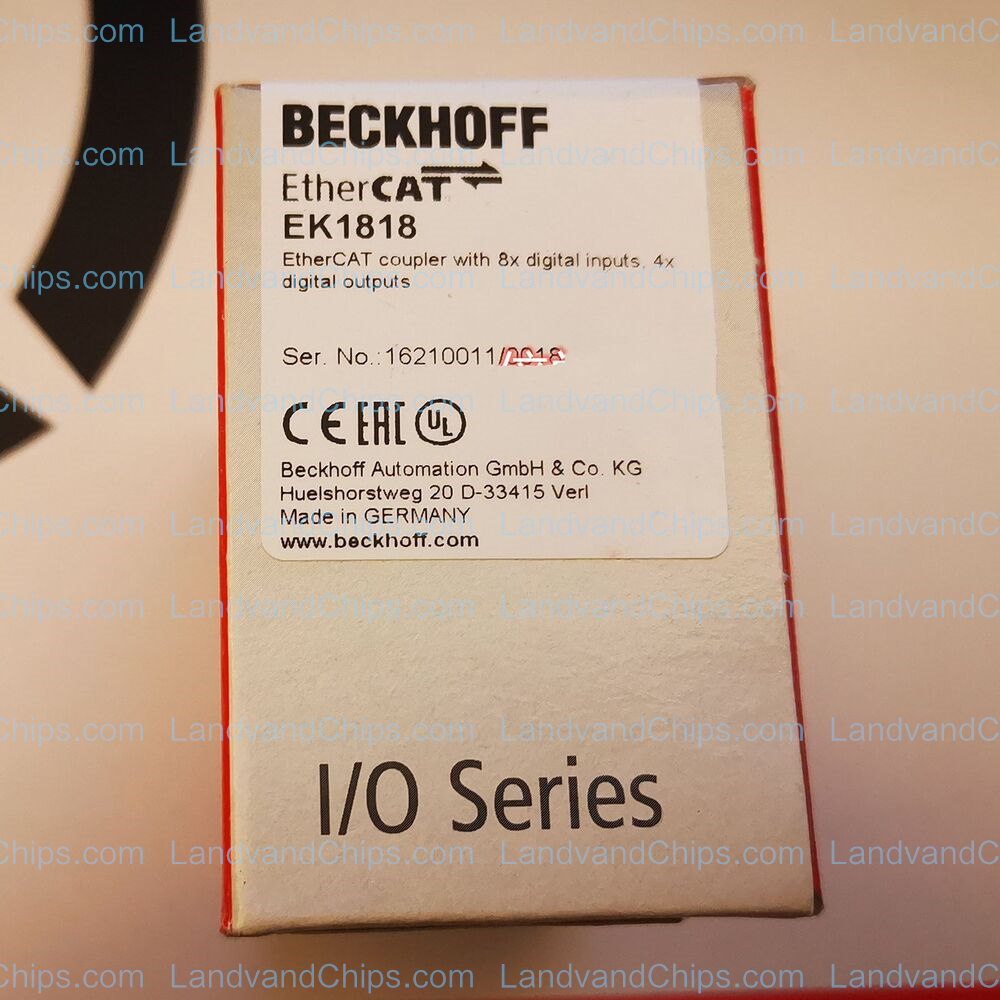 BECKHOFF
EtherCAT
EK1818
EtherCAT coupler with 8x digital inputs, 4x
digital outputs
Ser. No.:16210011/
CE EAC UL
Beckhoff Automation GmbH & Co. KG
Huelshorstweg 20 D-33415 Verl
Made in GERMANY
www.beckhoff.com
I/O Series
LandvandChips.com